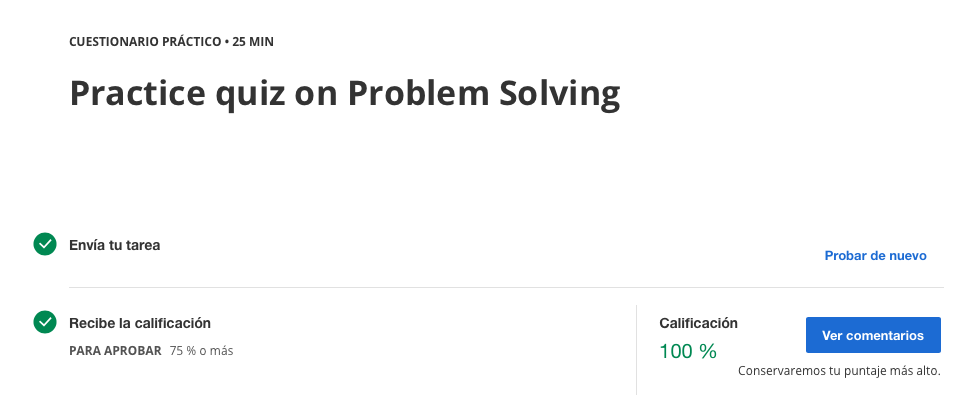 CUESTIONARIO PRÁCTICO • 25 MIN
Practice quiz on Problem Solving
Envía tu tarea
Probar de nuevo
Recibe la calificación
PARA APROBAR 75 % o más
Calificación
100 %
Ver comentarios
Conservaremos tu puntaje más alto.